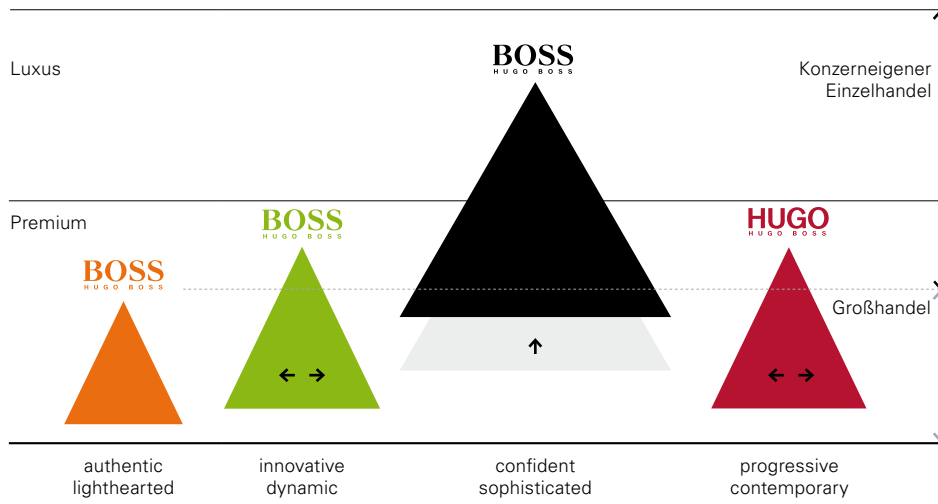 BOSS
HUGO BOSS
Luxus
Konzerneigener
Einzelhandel
Premium
BOSS
HUGO BOSS
HUGO
HUGO BOSS
BOSS
HUGO BOSS
Großhandel
authentic
lighthearted
innovative
dynamic
confident
sophisticated
progressive
contemporary